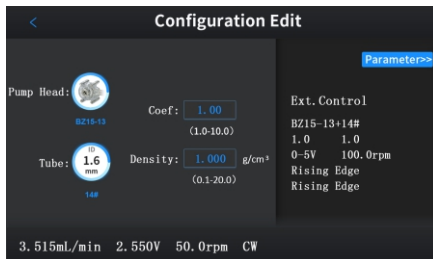 <
Configuration Edit
Parameter>>
Pump Head:
BZ15-13
Coef: 1.00
(1.0-10.0)
Tube:
ID
1.6
mm
14#
Density: 1.000 g/cm³
(0.1-20.0)
Ext.Control
BZ15-13+14#
1.0 1.0
0-5V 100.0rpm
Rising Edge
Rising Edge
3.515mL/min 2.550V 50.0rpm CW